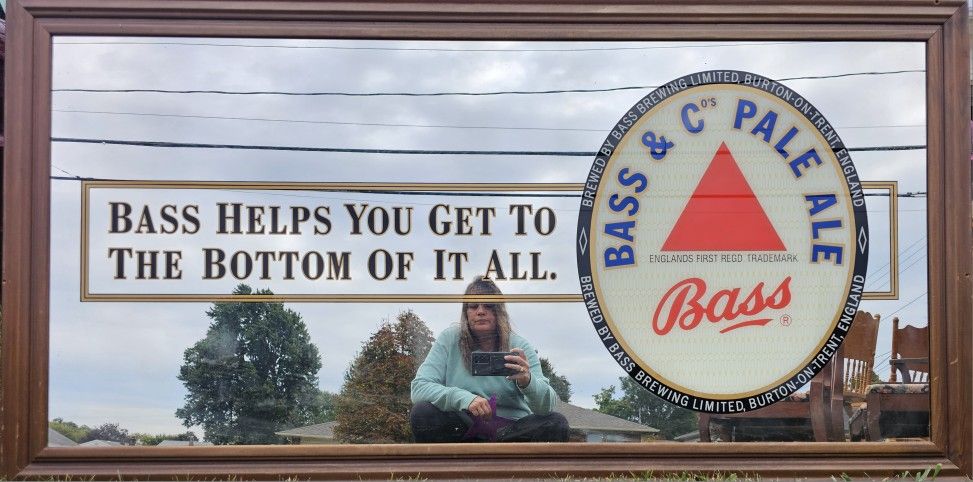 BASS HELPS YOU GET TO
THE BOTTOM OF IT ALL.
BREWED BY BASS BREWING LIMITED, BURTON-ON-TRENT, ENGLAND
BASS & CO'S PALE ALE
ENGLANDS FIRST REGD TRADEMARK
Bass ®
BREWED BY BASS BREWING LIMITED, BURTON-ON-TRENT, ENGLAND